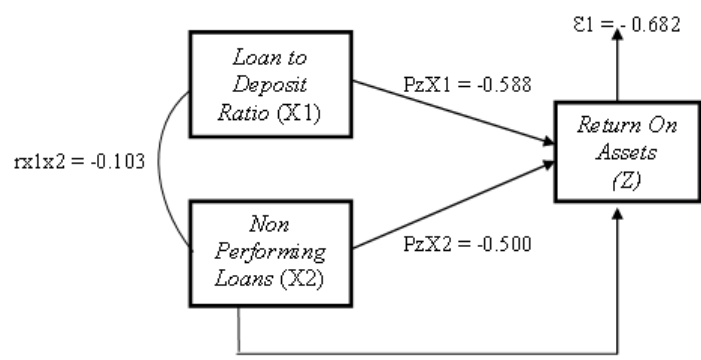 Ɛ1 = - 0.682
Loan to
Deposit
Ratio (X1)
PzX1 = -0.588
Return On
Assets
(Z)
rx1x2 = -0.103
Non
Performing
Loans (X2)
PzX2 = -0.500